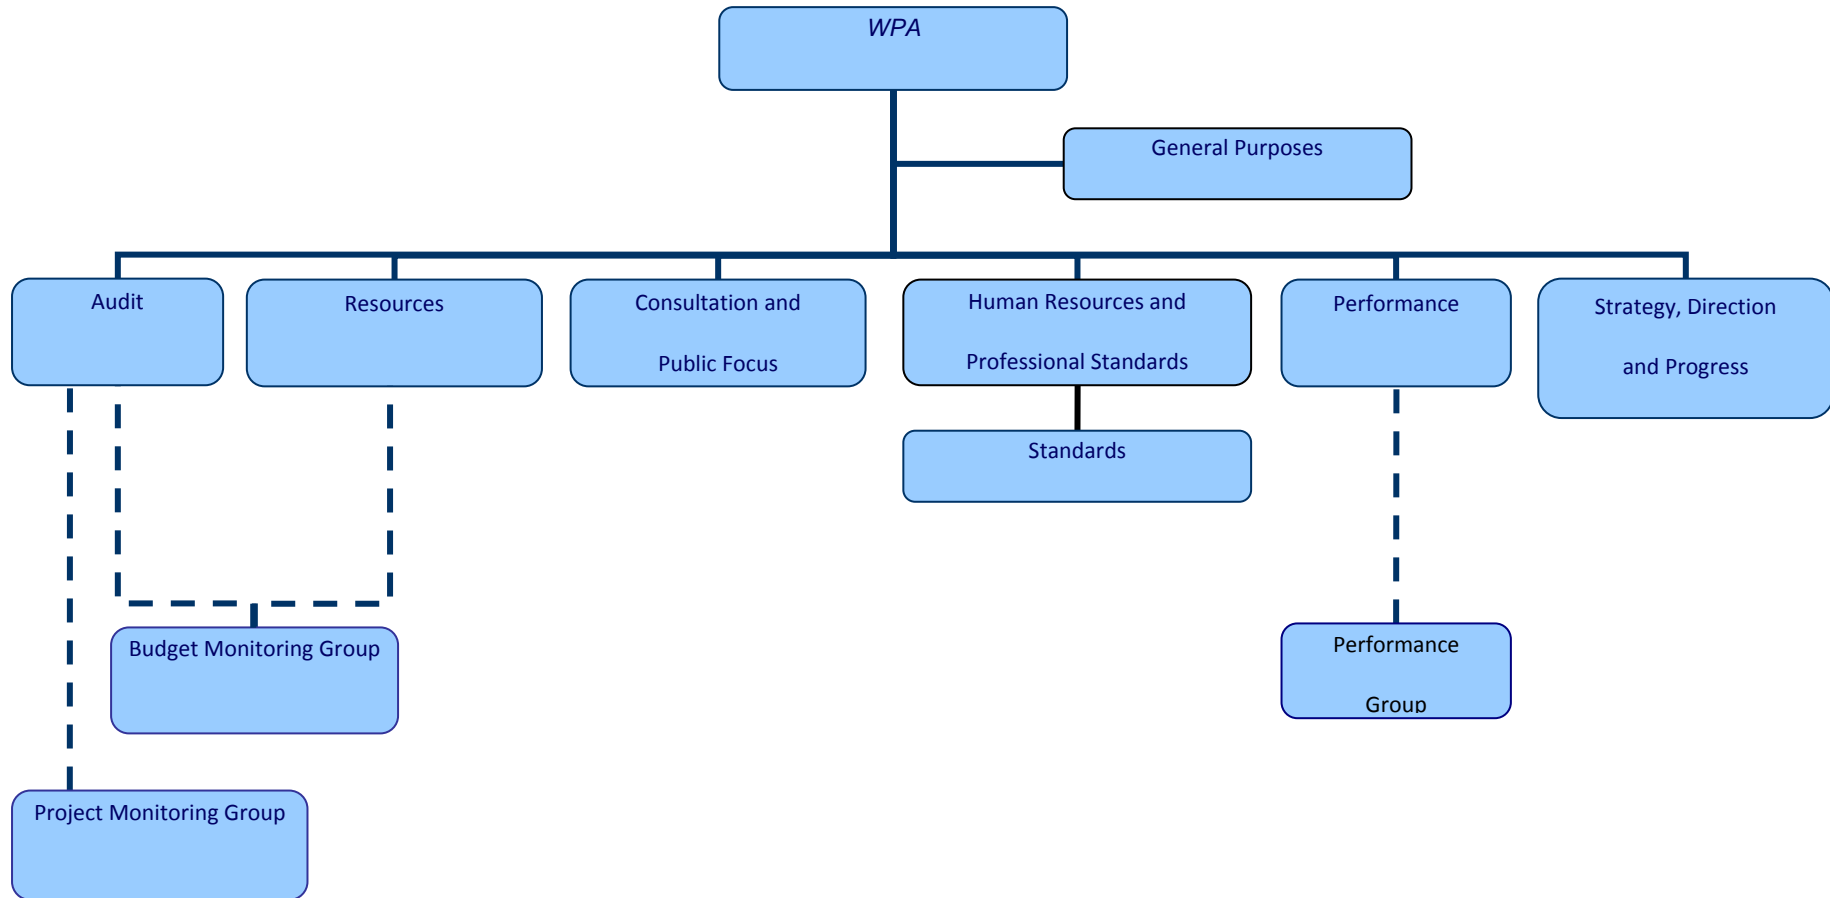 WPA
General Purposes
Audit
Resources
Consultation and
Public Focus
Human Resources and
Professional Standards
Performance
Strategy, Direction
and Progress
Standards
Budget Monitoring Group
Performance
Group
Project Monitoring Group